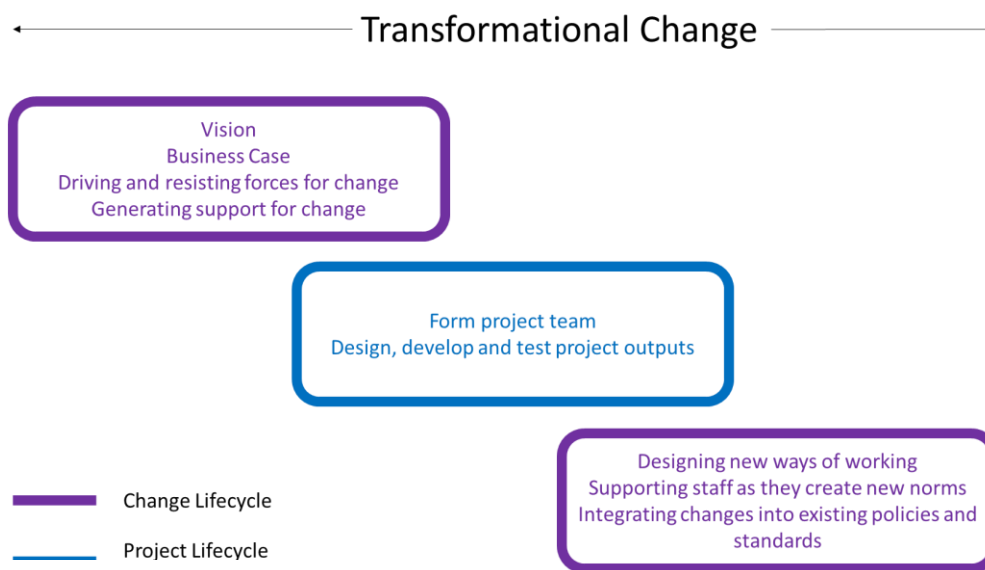 Transformational Change
Vision
Business Case
Driving and resisting forces for change
Generating support for change
Form project team
Design, develop and test project outputs
Designing new ways of working
Supporting staff as they create new norms
Integrating changes into existing policies and
standards
Change Lifecycle
Project Lifecycle